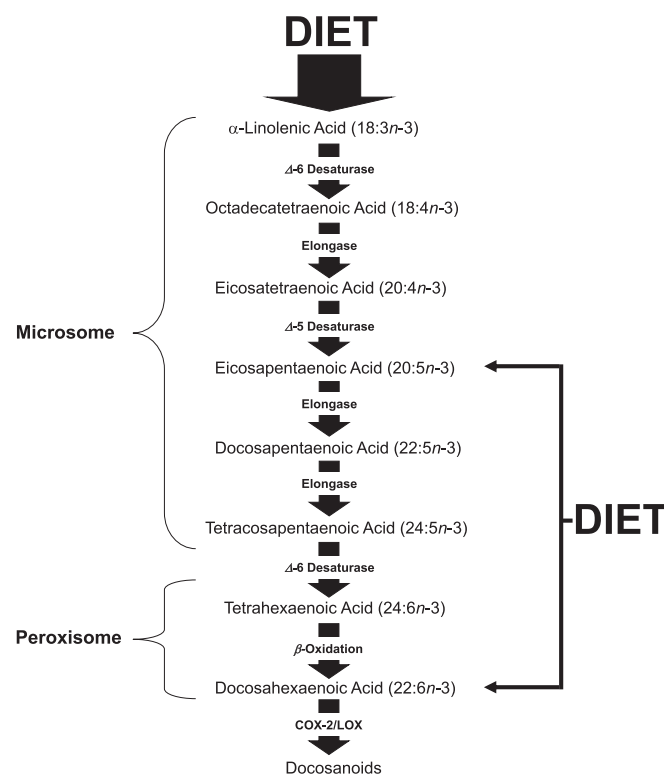 DIET
α-Linolenic Acid (18:3n-3)
Δ-6 Desaturase
Octadecatetraenoic Acid (18:4n-3)
Elongase
Eicosatetraenoic Acid (20:4n-3)
Microsome
Δ-5 Desaturase
Eicosapentaenoic Acid (20:5n-3)
Elongase
Docosapentaenoic Acid (22:5n-3)
Elongase
DIET
Tetracosapentaenoic Acid (24:5n-3)
Δ-6 Desaturase
Tetrahexaenoic Acid (24:6n-3)
Peroxisome
β-Oxidation
Docosahexaenoic Acid (22:6n-3)
COX-2/LOX
Docosanoids